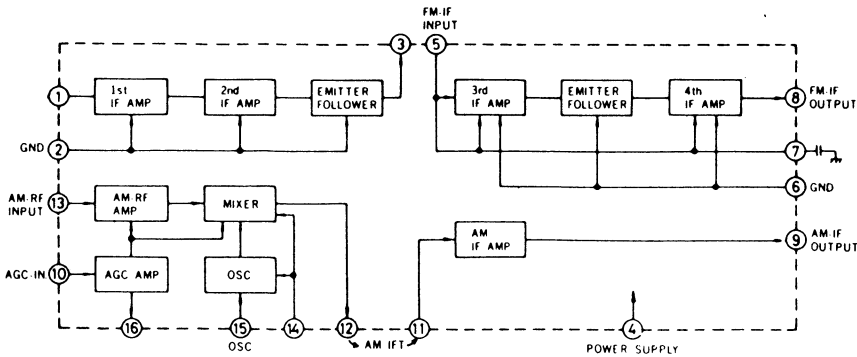 FM-IF
INPUT
3
5
1
1st
IF AMP
2nd
IF AMP
EMITTER
FOLLOWER
3rd
IF AMP
EMITTER
FOLLOWER
4th
IF AMP
8
FM-IF
OUTPUT
GND
2
7
6
GND
AM-RF
INPUT
13
AM-RF
AMP
MIXER
AM
IF AMP
9
AM-IF
OUTPUT
AGC-IN
10
AGC AMP
OSC
16
15
14
12
11
4
OSC
AM IFT
POWER SUPPLY